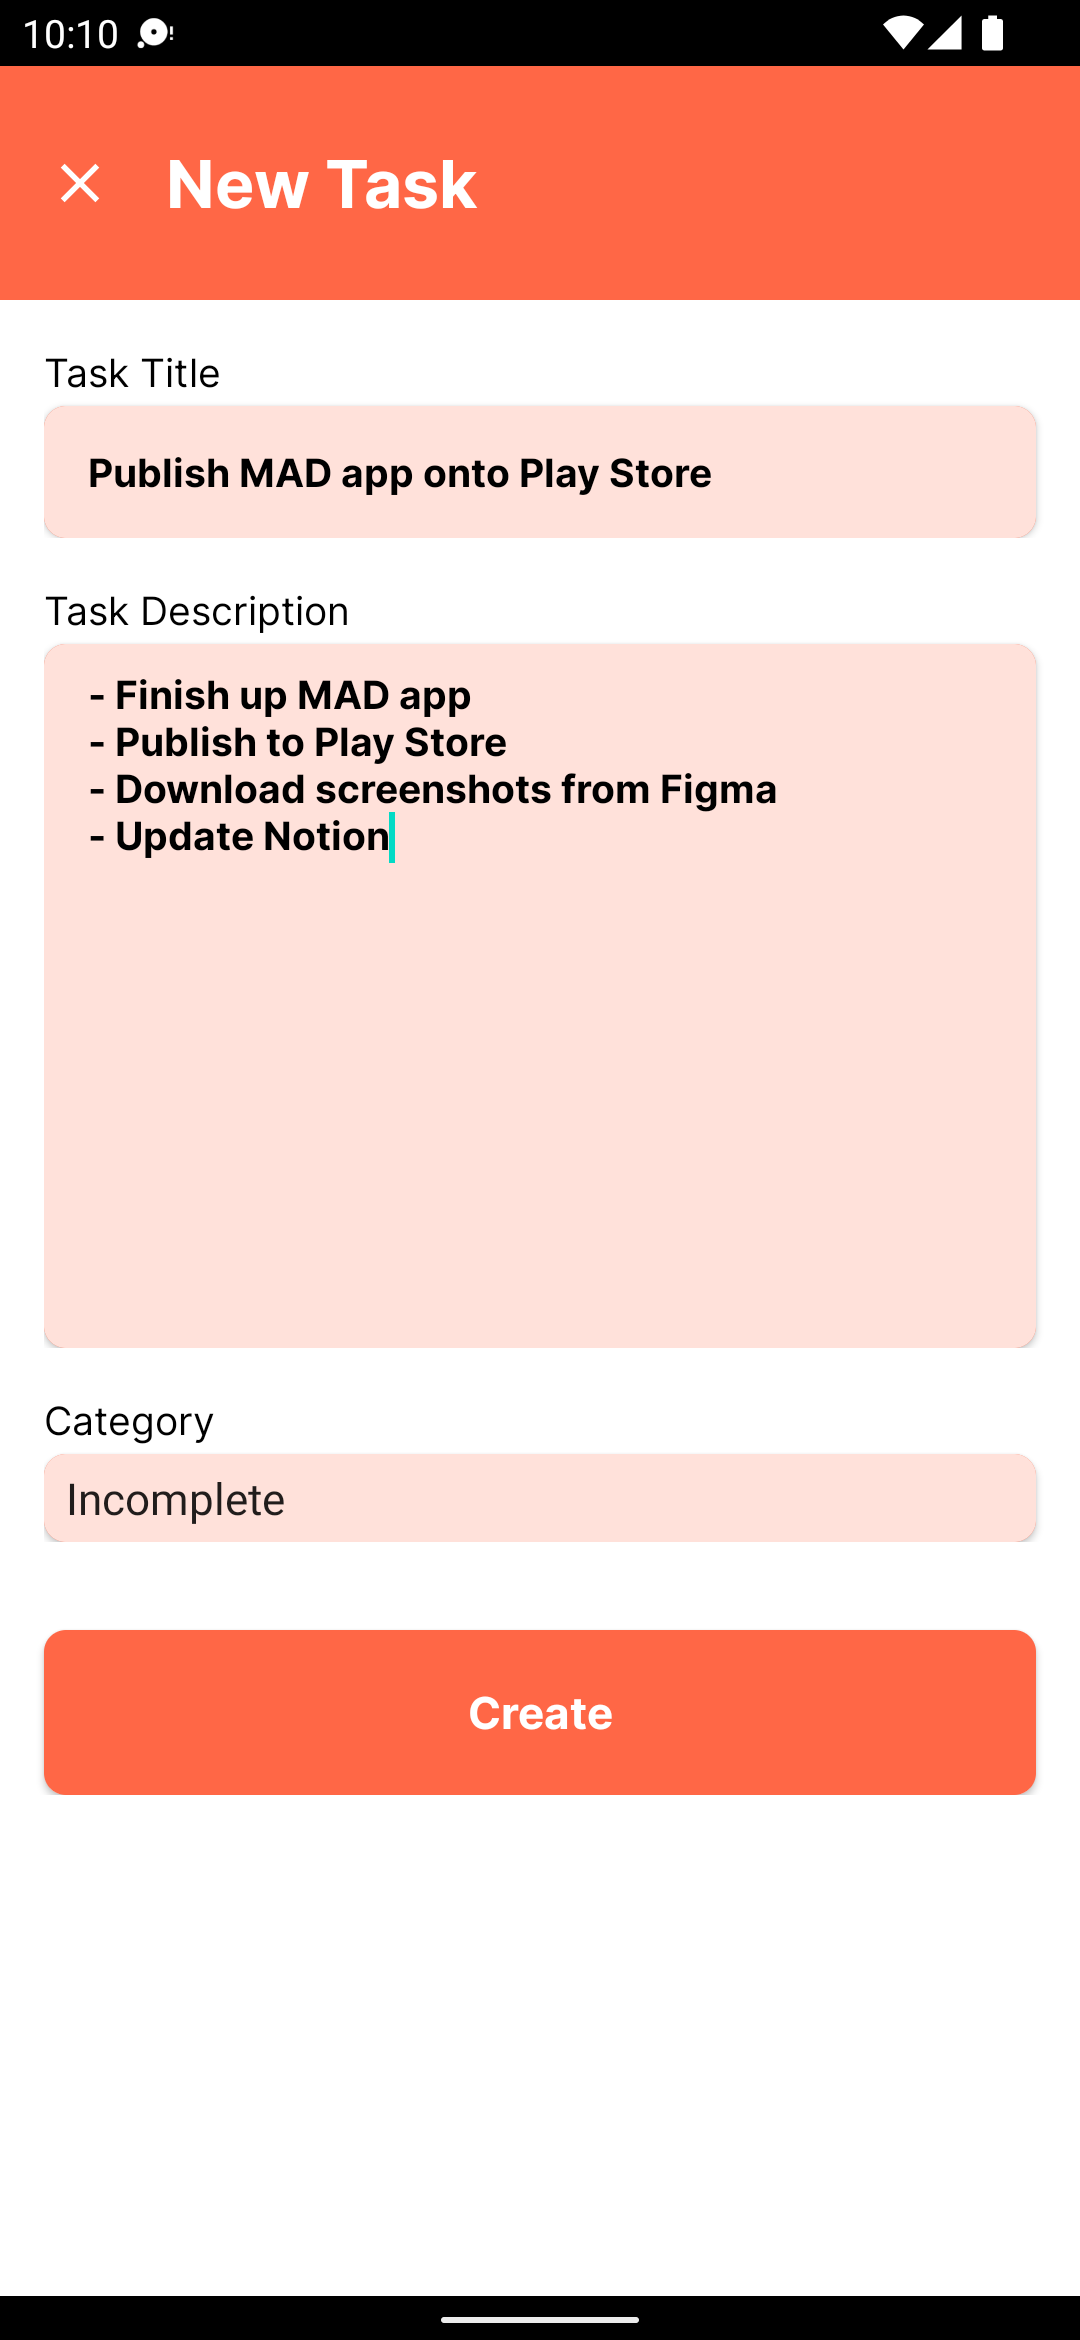 10:10
New Task
Task Title
Publish MAD app onto Play Store
Task Description
- Finish up MAD app
- Publish to Play Store
- Download screenshots from Figma
- Update Notion
Category
Incomplete
Create